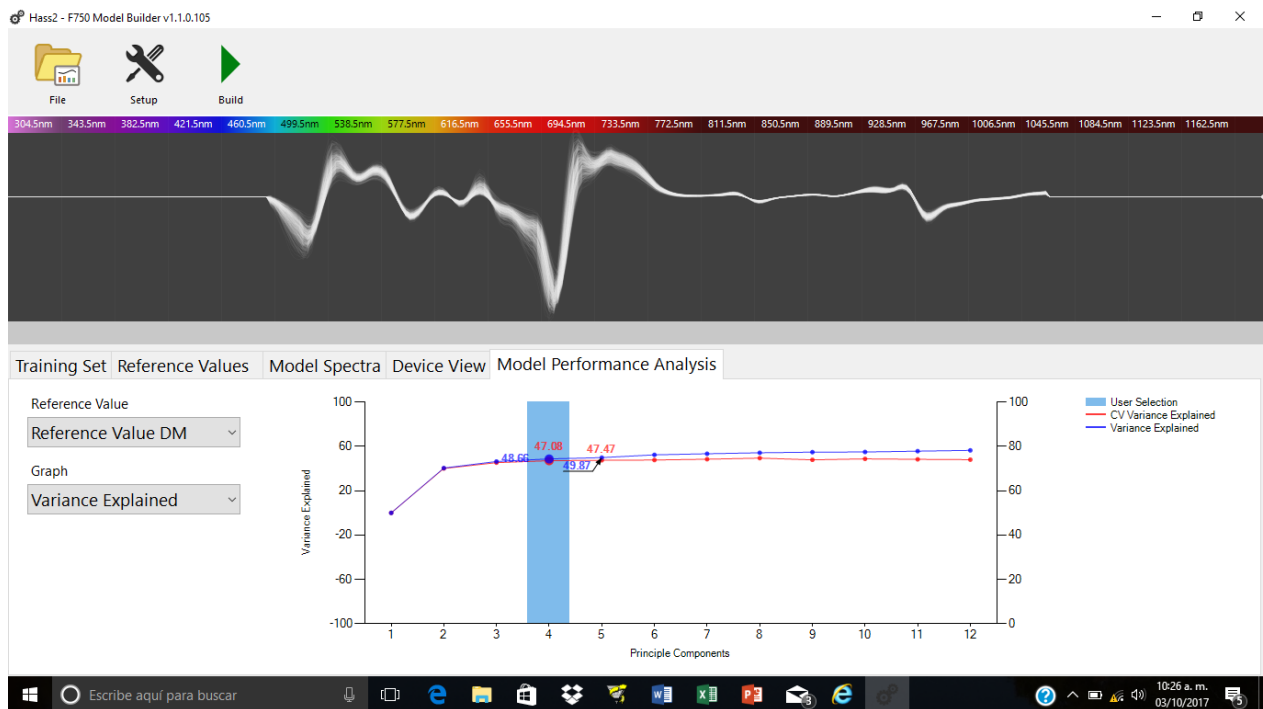 Hass2 - F750 Model Builder v1.1.0.105
File Setup Build
304.5nm 343.5nm 382.5nm 421.5nm 460.5nm 499.5nm 538.5nm 577.5nm 616.5nm 655.5nm 694.5nm 733.5nm 772.5nm 811.5nm 850.5nm 889.5nm 928.5nm 967.5nm 1006.5nm 1045.5nm 1084.5nm 1123.5nm 1162.5nm
Training Set Reference Values Model Spectra Device View Model Performance Analysis
Reference Value
Reference Value DM
Graph
Variance Explained
Variance Explained
100
60
20
-20
-60
-100
48.66
47.08
47.47
49.87
100
80
60
40
20
0
1 2 3 4 5 6 7 8 9 10 11 12
Principle Components
User Selection
CV Variance Explained
Variance Explained
Escribe aquí para buscar
3
10:26 a. m.
03/10/2017
5